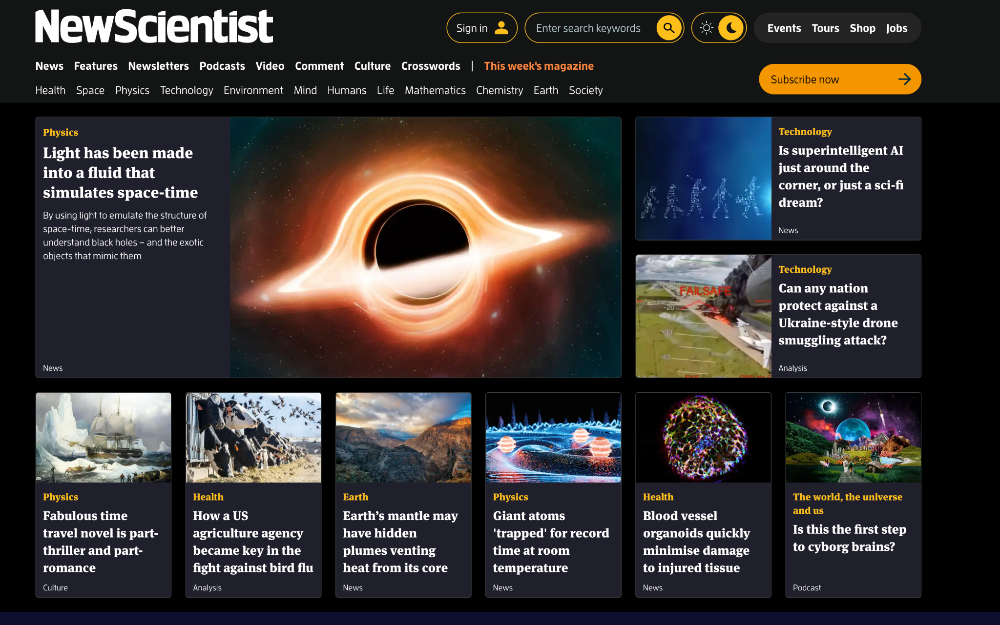 NewScientist
Sign in
Enter search keywords
Events Tours Shop Jobs
News Features Newsletters Podcasts Video Comment Culture Crosswords | This week's magazine
Health Space Physics Technology Environment Mind Humans Life Mathematics Chemistry Earth Society
Subscribe now
Physics
Light has been made
into a fluid that
simulates space-time
By using light to emulate the structure of
space-time, researchers can better
understand black holes – and the exotic
objects that mimic them
News
Technology
Is superintelligent AI
just around the
corner, or just a sci-fi
dream?
News
FAILSAFE
-20
-30
-40
Technology
Can any nation
protect against a
Ukraine-style drone
smuggling attack?
Analysis
Physics
Fabulous time
travel novel is part-
thriller and part-
romance
Culture
Health
How a US
agriculture agency
became key in the
fight against bird flu
Analysis
Earth
Earth’s mantle may
have hidden
plumes venting
heat from its core
News
Physics
Giant atoms
'trapped' for record
time at room
temperature
News
Health
Blood vessel
organoids quickly
minimise damage
to injured tissue
News
The world, the universe
and us
Is this the first step
to cyborg brains?
Podcast